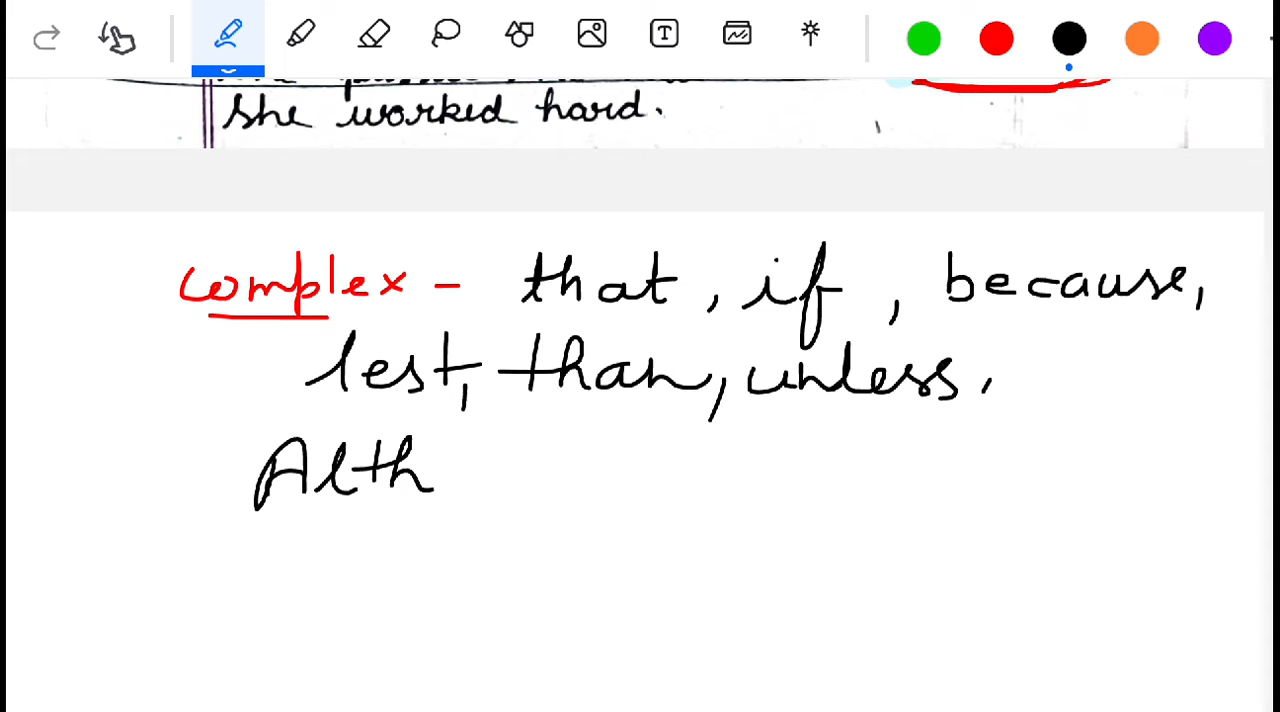 she worked hard.
complex - that, if, because,
lest, than, unless,
Alth